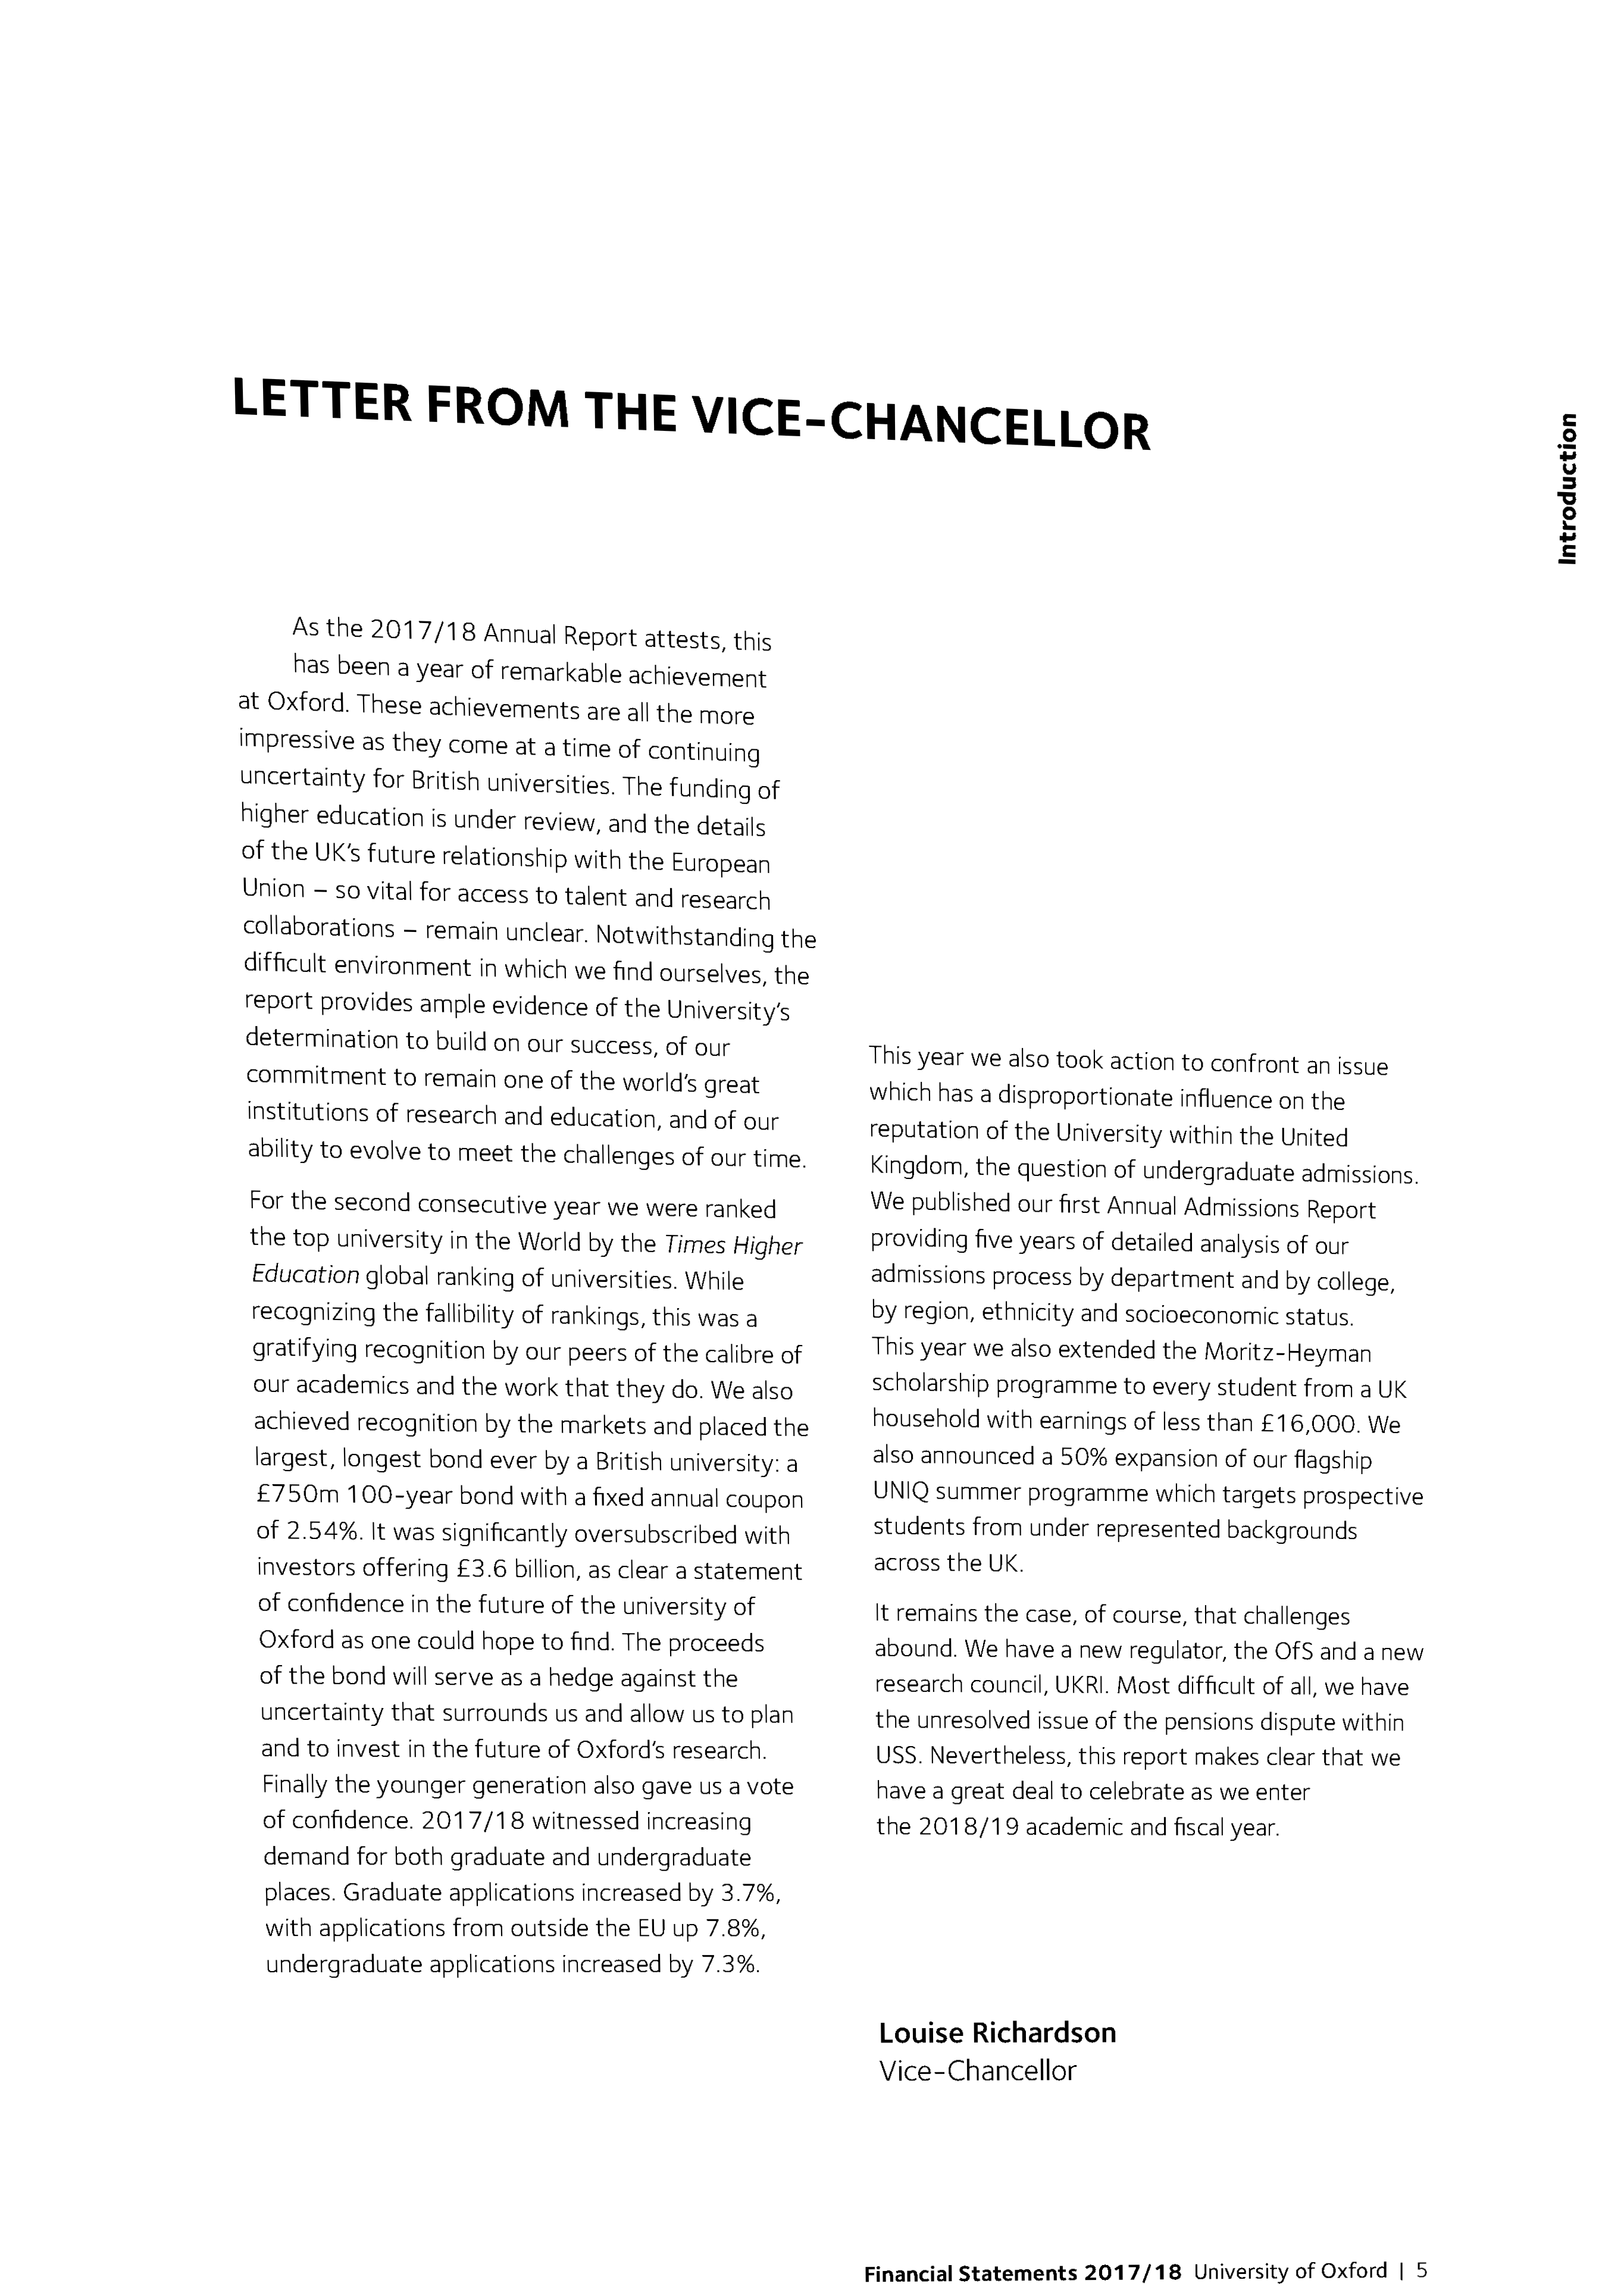 LETTER FROM THE VICE-CHANCELLOR
Introduction
As the 2017/18 Annual Report attests, this
has been a year of remarkable achievement
at Oxford. These achievements are all the more
impressive as they come at a time of continuing
uncertainty for British universities. The funding of
higher education is under review, and the details
of the UK's future relationship with the European
Union – so vital for access to talent and research
collaborations – remain unclear. Notwithstanding the
difficult environment in which we find ourselves, the
report provides ample evidence of the University's
determination to build on our success, of our
commitment to remain one of the world's great
institutions of research and education, and of our
ability to evolve to meet the challenges of our time.
For the second consecutive year we were ranked
the top university in the World by the Times Higher
Education global ranking of universities. While
recognizing the fallibility of rankings, this was a
gratifying recognition by our peers of the calibre of
our academics and the work that they do. We also
achieved recognition by the markets and placed the
largest, longest bond ever by a British university: a
£750m 100-year bond with a fixed annual coupon
of 2.54%. It was significantly oversubscribed with
investors offering £3.6 billion, as clear a statement
of confidence in the future of the university of
Oxford as one could hope to find. The proceeds
of the bond will serve as a hedge against the
uncertainty that surrounds us and allow us to plan
and to invest in the future of Oxford's research.
Finally the younger generation also gave us a vote
of confidence. 2017/18 witnessed increasing
demand for both graduate and undergraduate
places. Graduate applications increased by 3.7%,
with applications from outside the EU up 7.8%,
undergraduate applications increased by 7.3%.
This year we also took action to confront an issue
which has a disproportionate influence on the
reputation of the University within the United
Kingdom, the question of undergraduate admissions.
We published our first Annual Admissions Report
providing five years of detailed analysis of our
admissions process by department and by college,
by region, ethnicity and socioeconomic status.
This year we also extended the Moritz-Heyman
scholarship programme to every student from a UK
household with earnings of less than £16,000. We
also announced a 50% expansion of our flagship
UNIQ summer programme which targets prospective
students from under represented backgrounds
across the UK.
It remains the case, of course, that challenges
abound. We have a new regulator, the OfS and a new
research council, UKRI. Most difficult of all, we have
the unresolved issue of the pensions dispute within
USS. Nevertheless, this report makes clear that we
have a great deal to celebrate as we enter
the 2018/19 academic and fiscal year.
Louise Richardson
Vice-Chancellor
Financial Statements 2017/18 University of Oxford | 5